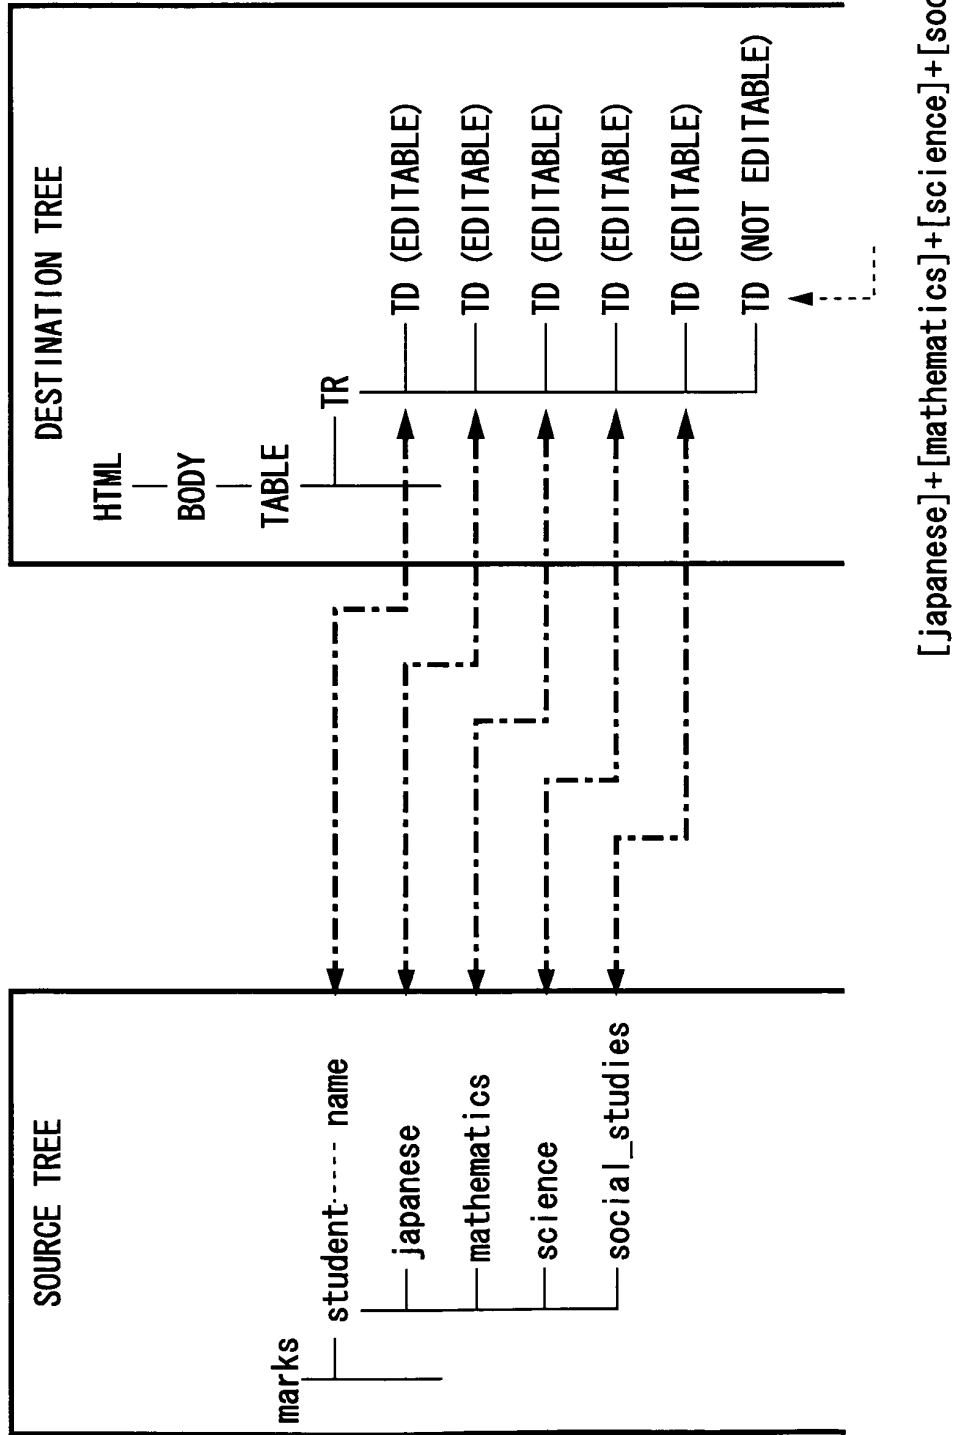 SOURCE TREE
marks
student name
japanese
mathematics
science
social_studies
DESTINATION TREE
HTML
BODY
TABLE
TR
TD (EDITABLE)
TD (EDITABLE)
TD (EDITABLE)
TD (EDITABLE)
TD (EDITABLE)
TD (NOT EDITABLE)
[japanese]+[mathematics]+[science]+[soc